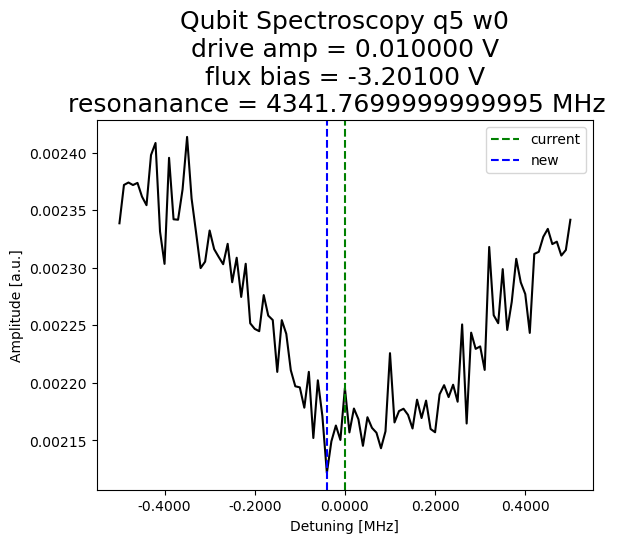 Qubit Spectroscopy q5 w0
drive amp = 0.010000 V
flux bias = -3.20100 V
resonanance = 4341.7699999999995 MHz
current
new
0.00240
0.00235
0.00230
0.00225
0.00220
0.00215
Amplitude [a.u.]
-0.4000
-0.2000
0.0000
0.2000
0.4000
Detuning [MHz]